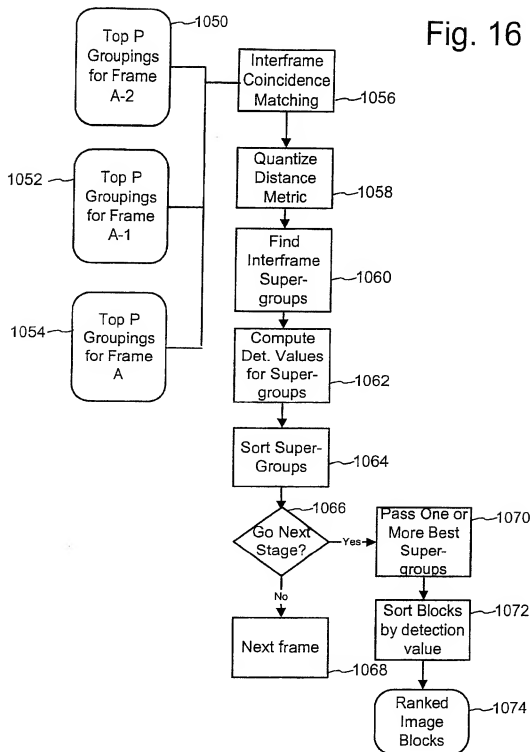 Fig. 16
Top P
Groupings
for Frame
A-2
1050
Top P
Groupings
for Frame
A-1
1052
Top P
Groupings
for Frame
A
1054
Interframe
Coincidence
Matching
1056
Quantize
Distance
Metric
1058
Find
Interframe
Super-
groups
1060
Compute
Det. Values
for Super-
groups
1062
Sort Super-
Groups
1064
Go Next
Stage?
1066
Yes
No
Next frame
1068
Pass One or
More Best
Super-
groups
1070
Sort Blocks
by detection
value
1072
Ranked
Image
Blocks
1074